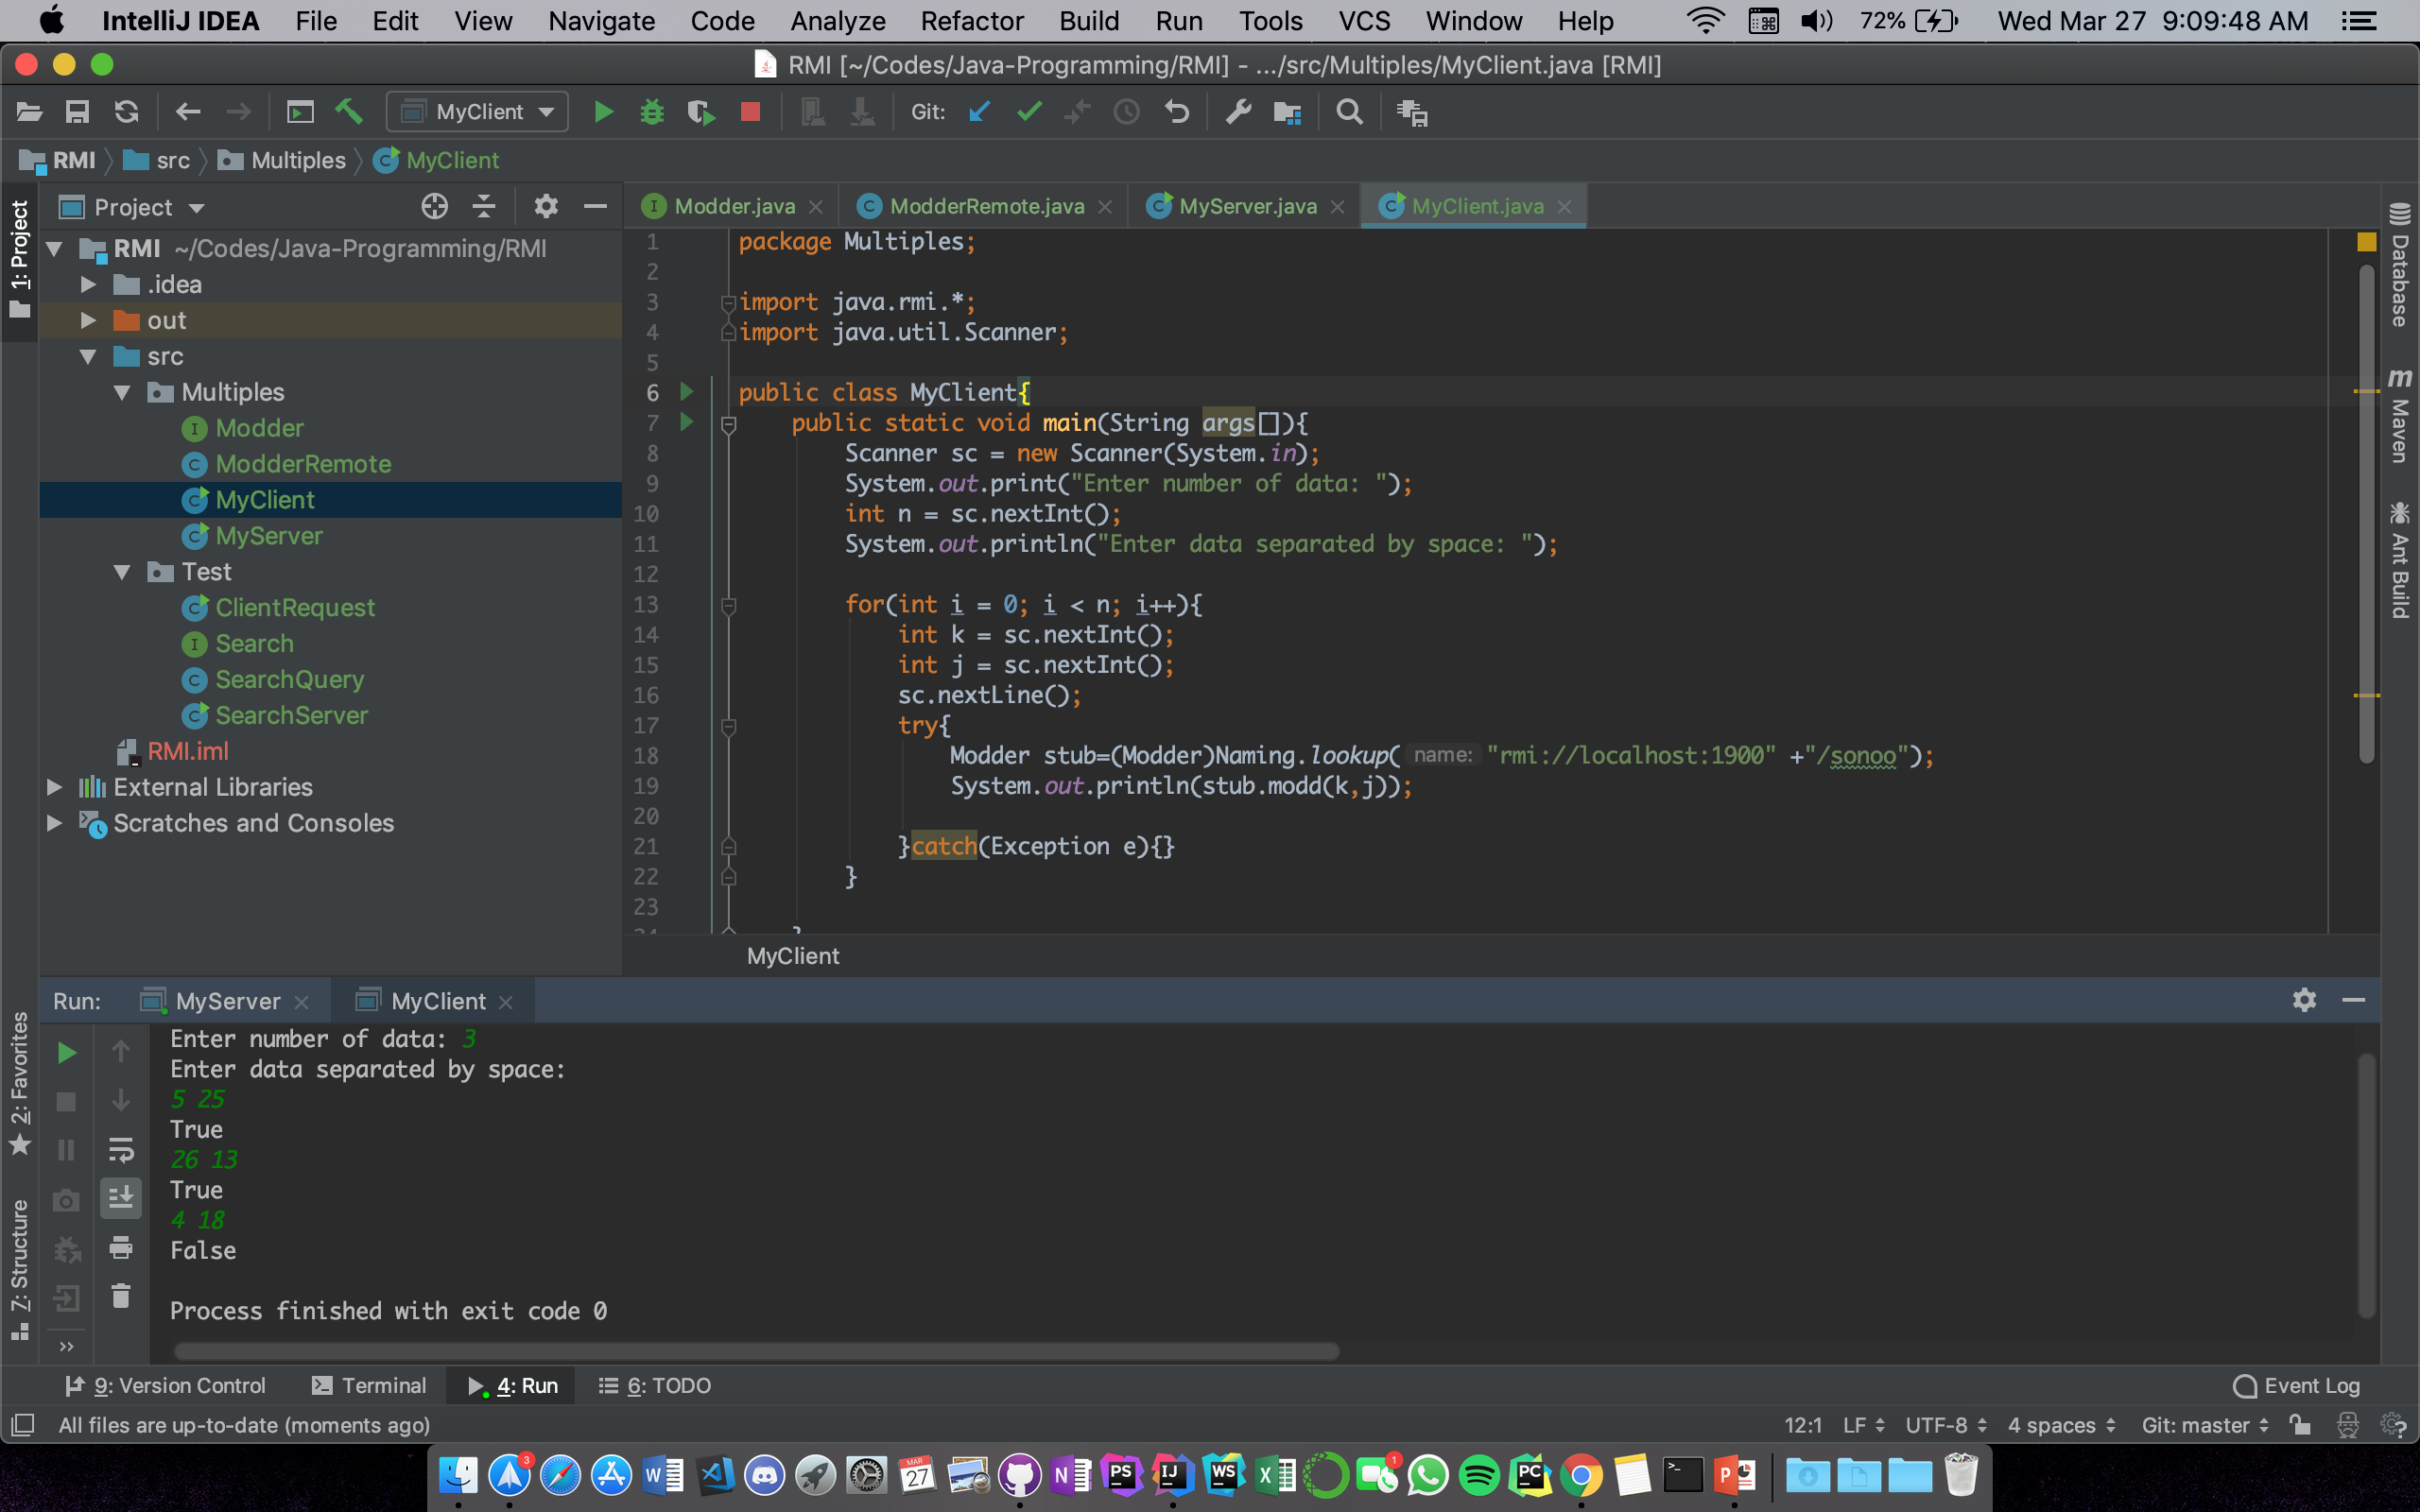 IntelliJ IDEA File Edit View Navigate Code Analyze Refactor Build Run Tools VCS Window Help 72% Wed Mar 27 9:09:48 AM
RMI [~/Codes/Java-Programming/RMI] - .../src/Multiples/MyClient.java [RMI]
MyClient Git:
RMI src Multiples MyClient
1: Project
Project
RMI ~/Codes/Java-Programming/RMI
.idea
out
src
Multiples
Modder
ModderRemote
MyClient
MyServer
Test
ClientRequest
Search
SearchQuery
SearchServer
RMI.iml
External Libraries
Scratches and Consoles
Modder.java ModderRemote.java MyServer.java MyClient.java
1 package Multiples;
2
3 import java.rmi.*;
4 import java.util.Scanner;
5
6 public class MyClient{
7 public static void main(String args[]){
8 Scanner sc = new Scanner(System.in);
9 System.out.print("Enter number of data: ");
10 int n = sc.nextInt();
11 System.out.println("Enter data separated by space: ");
12
13 for(int i = 0; i < n; i++){
14 int k = sc.nextInt();
15 int j = sc.nextInt();
16 sc.nextLine();
17 try{
18 Modder stub=(Modder)Naming.lookup( name: "rmi://localhost:1900" +"/sonoo");
19 System.out.println(stub.modd(k,j));
20
21 }catch(Exception e){}
22 }
23
MyClient
Database
m Maven
Ant Build
Run: MyServer MyClient
Enter number of data: 3
Enter data separated by space:
5 25
True
26 13
True
4 18
False
Process finished with exit code 0
2: Favorites
7: Structure
9: Version Control Terminal 4: Run 6: TODO Event Log
All files are up-to-date (moments ago) 12:1 LF UTF-8 4 spaces Git: master
3 W MAR 27 N PS IJ WS X 1 PC >_ P